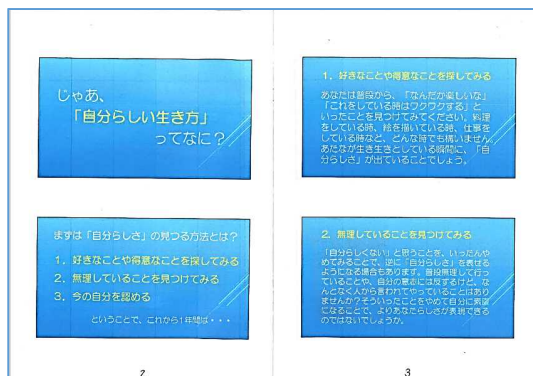 じゃあ、
「自分らしい生き方」
ってなに？
まずは「自分らしさ」の見つる方法とは？
1．好きなことや得意なことを探してみる
2．無理していることを見つけてみる
3．今の自分を認める
ということで、これから1年間は・・・
2
1．好きなことや得意なことを探してみる
あなたは普段から、「なんだか楽しいな」
「これをしている時はワクワクする」と
いったことを見つけてみてください。料理
をしている時、絵を描いている時、仕事を
している時など、どんな時でも構いません。
あなたが生き生きとしている瞬間に、「自
分らしさ」が出ていることでしょう。
2．無理していることを見つけてみる
「自分らしくない」と思うことを、いったんや
めてみることで、逆に「自分らしさ」を表せる
ようになる場合もあります。普段無理して行っ
ていることや、自分の意志には反するけど、な
んとなく人から言われてやっていることはあり
ませんか？そういったことをやめて自分に素直
になることで、よりあなたらしさが表現できる
のではないでしょうか。
3